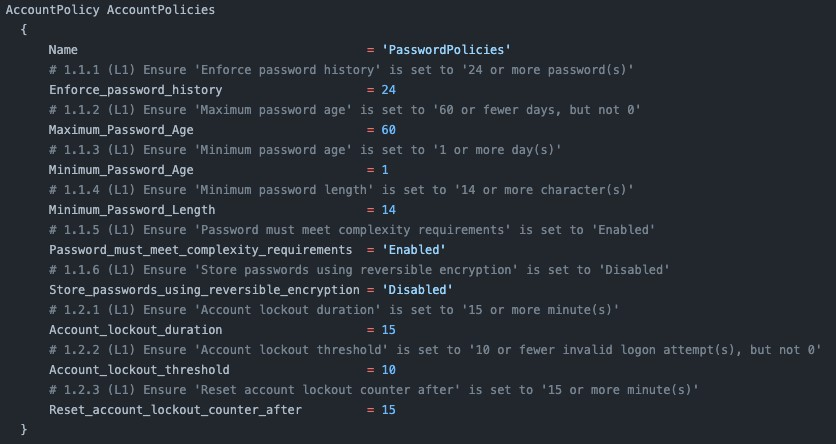 AccountPolicy AccountPolicies
{
Name = 'PasswordPolicies'
# 1.1.1 (L1) Ensure 'Enforce password history' is set to '24 or more password(s)'
Enforce_password_history = 24
# 1.1.2 (L1) Ensure 'Maximum password age' is set to '60 or fewer days, but not 0'
Maximum_Password_Age = 60
# 1.1.3 (L1) Ensure 'Minimum password age' is set to '1 or more day(s)'
Minimum_Password_Age = 1
# 1.1.4 (L1) Ensure 'Minimum password length' is set to '14 or more character(s)'
Minimum_Password_Length = 14
# 1.1.5 (L1) Ensure 'Password must meet complexity requirements' is set to 'Enabled'
Password_must_meet_complexity_requirements = 'Enabled'
# 1.1.6 (L1) Ensure 'Store passwords using reversible encryption' is set to 'Disabled'
Store_passwords_using_reversible_encryption = 'Disabled'
# 1.2.1 (L1) Ensure 'Account lockout duration' is set to '15 or more minute(s)'
Account_lockout_duration = 15
# 1.2.2 (L1) Ensure 'Account lockout threshold' is set to '10 or fewer invalid logon attempt(s), but not 0'
Account_lockout_threshold = 10
# 1.2.3 (L1) Ensure 'Reset account lockout counter after' is set to '15 or more minute(s)'
Reset_account_lockout_counter_after = 15
}